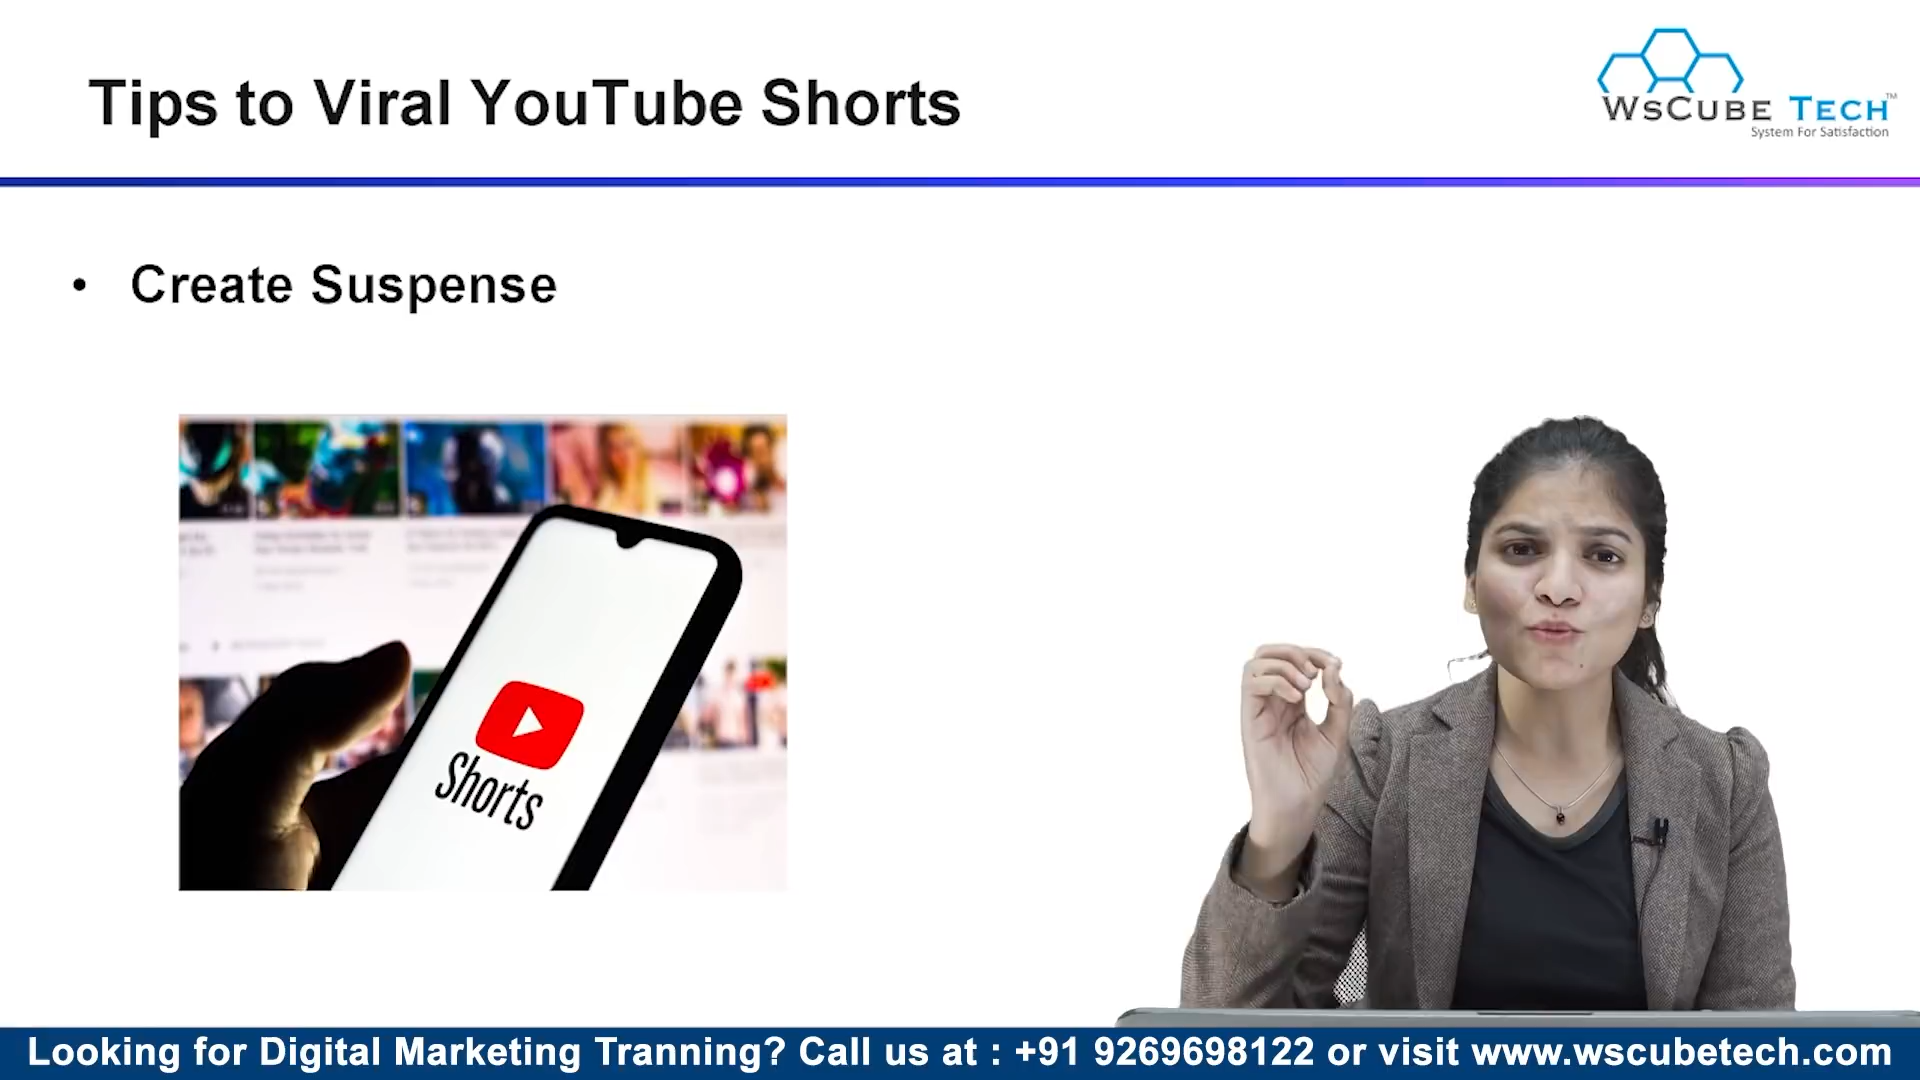 Tips to Viral YouTube Shorts
WsCube Tech™
System For Satisfaction
• Create Suspense
Shorts
Looking for Digital Marketing Tranning? Call us at : +91 9269698122 or visit www.wscubetech.com